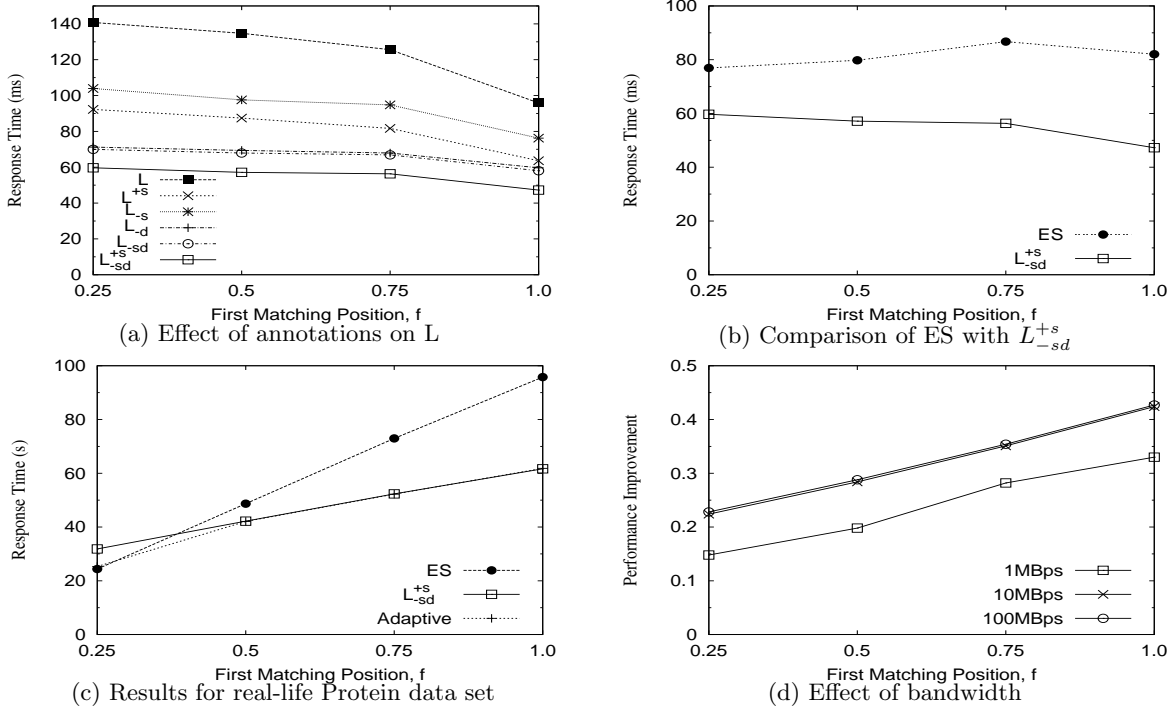 140
120
100
80
60
40
20
0
Response Time (ms)
L
L+s
L-s
L-d
L-sd
L+s-sd
0.25 0.5 0.75 1.0
First Matching Position, f
(a) Effect of annotations on L
100
80
60
40
20
0
Response Time (ms)
ES
L+s-sd
0.25 0.5 0.75 1.0
First Matching Position, f
(b) Comparison of ES with L+s−sd
100
80
60
40
20
0
Response Time (s)
ES
L+s-sd
Adaptive
0.25 0.5 0.75 1.0
First Matching Position, f
(c) Results for real-life Protein data set
0.5
0.4
0.3
0.2
0.1
0
Performance Improvement
1MBps
10MBps
100MBps
0.25 0.5 0.75 1.0
First Matching Position, f
(d) Effect of bandwidth